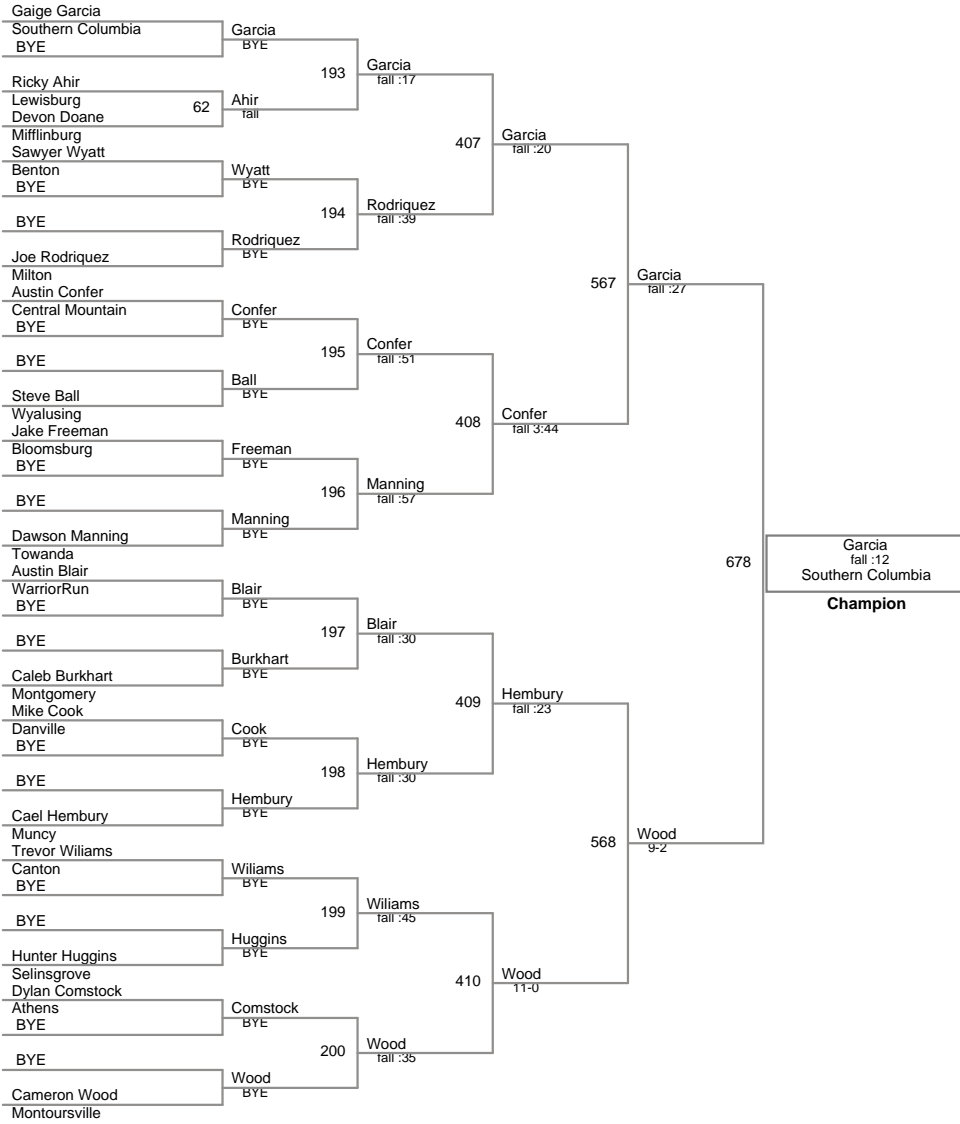 Gaige Garcia
Southern Columbia
BYE
Ricky Ahir
Lewisburg
Devon Doane
Mifflinburg
Sawyer Wyatt
Benton
BYE
BYE
Joe Rodriquez
Milton
Austin Confer
Central Mountain
BYE
BYE
Steve Ball
Wyalusing
Jake Freeman
Bloomsburg
BYE
BYE
Dawson Manning
Towanda
Austin Blair
WarriorRun
BYE
BYE
Caleb Burkhart
Montgomery
Mike Cook
Danville
BYE
BYE
Cael Hembury
Muncy
Trevor Wiliams
Canton
BYE
BYE
Hunter Huggins
Selinsgrove
Dylan Comstock
Athens
BYE
BYE
Cameron Wood
Montoursville
62
Garcia
BYE
Ahir
fall
Wyatt
BYE
Rodriquez
BYE
Confer
BYE
Ball
BYE
Freeman
BYE
Manning
BYE
Blair
BYE
Burkhart
BYE
Cook
BYE
Hembury
BYE
Wiliams
BYE
Huggins
BYE
Comstock
BYE
Wood
BYE
193
194
195
196
197
198
199
200
Garcia
fall :17
Rodriquez
fall :39
Confer
fall :51
Manning
fall :57
Blair
fall :30
Hembury
fall :30
Wiliams
fall :45
Wood
fall :35
407
408
409
410
Garcia
fall :20
Confer
fall 3:44
Hembury
fall :23
Wood
11-0
567
568
Garcia
fall :27
Wood
9-2
678
Garcia
fall :12
Southern Columbia
Champion